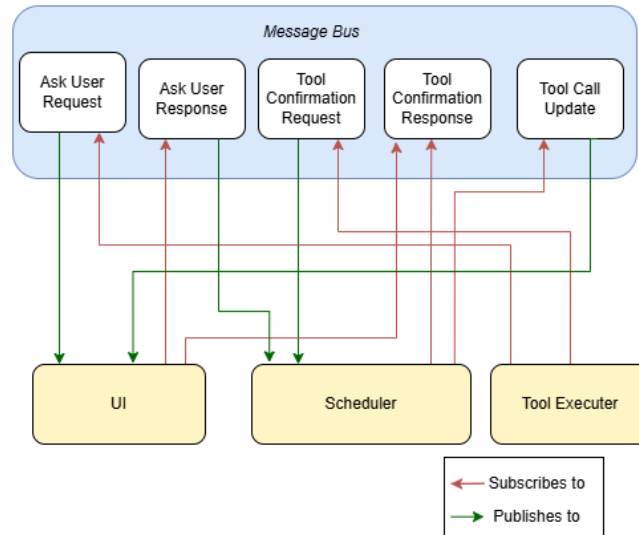 Message Bus
Ask User
Request
Ask User
Response
Tool
Confirmation
Request
Tool
Confirmation
Response
Tool Call
Update
UI
Scheduler
Tool Executer
Subscribes to
Publishes to